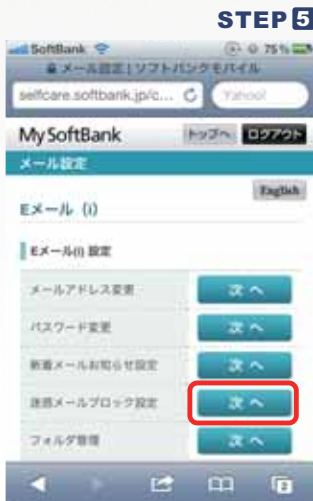 STEP 5
SoftBank 75%
メール設定 | ソフトバンクモバイル
selfcare.softbank.jp/c... Yahoo!
My SoftBank トップへ ログアウト
メール設定
English
Eメール (i)
Eメール(i) 設定
メールアドレス変更 次へ
パスワード変更 次へ
新着メールお知らせ設定 次へ
迷惑メールブロック設定 次へ
フォルダ管理 次へ